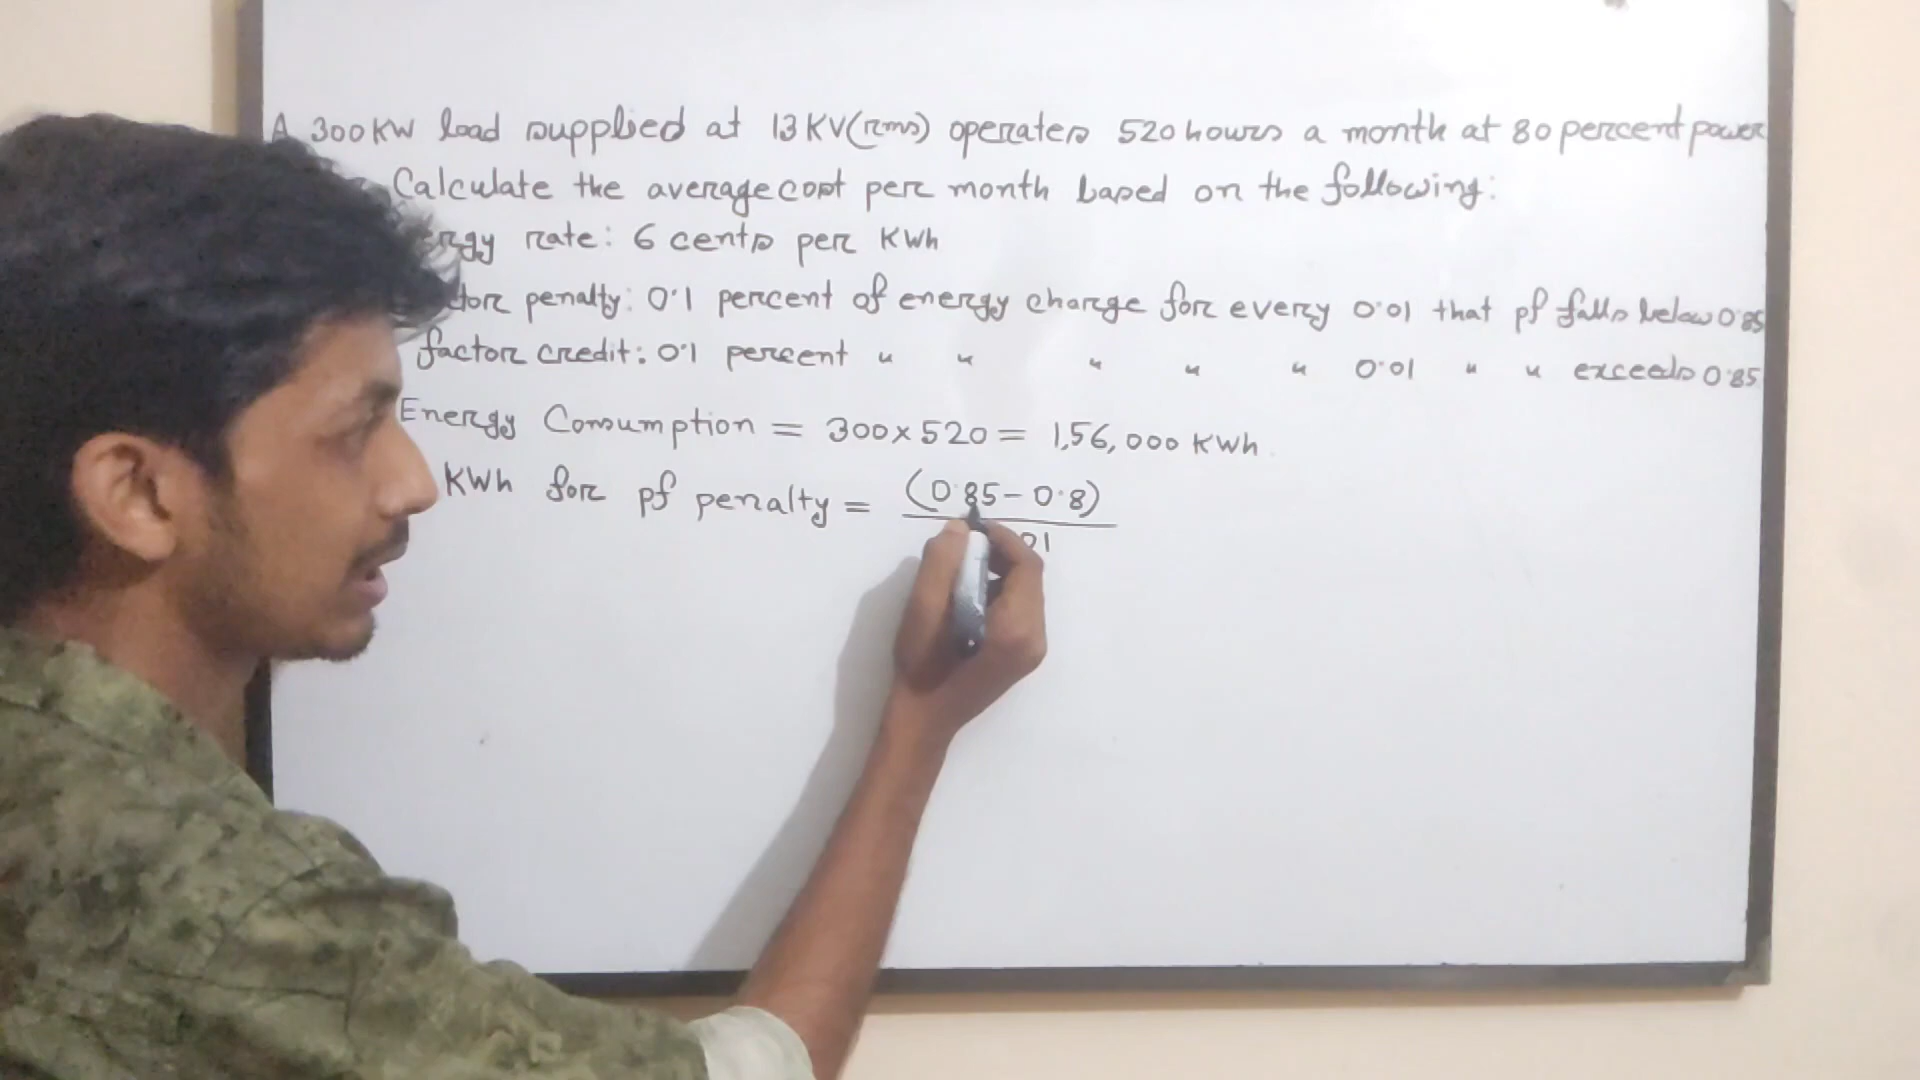 A 300 KW load supplied at 13 KV(rms) operates 520 hours a month at 80 percent power
Calculate the average cost per month based on the following:
ergy rate: 6 cents per KWh
tor penalty: 0.1 percent of energy charge for every 0.01 that pf falls below 0.85
factor credit: 0.1 percent " " " " " 0.01 " " exceeds 0.85
Energy Consumption = 300 x 520 = 1,56,000 KWh
KWh for pf penalty = (0.85 - 0.8)
01